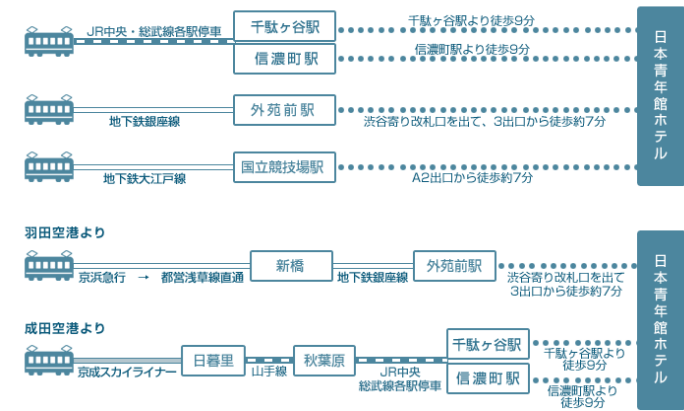 JR中央・総武線各駅停車
千駄ヶ谷駅
千駄ヶ谷駅より徒歩9分
信濃町駅
信濃町駅より徒歩9分
地下鉄銀座線
外苑前駅
渋谷寄り改札口を出て、3出口から徒歩約7分
地下鉄大江戸線
国立競技場駅
A2出口から徒歩約7分
日本青年館ホテル
羽田空港より
京浜急行 → 都営浅草線直通
新橋
地下鉄銀座線
外苑前駅
渋谷寄り改札口を出て
3出口から徒歩約7分
成田空港より
京成スカイライナー
日暮里
山手線
秋葉原
JR中央
総武線各駅停車
千駄ヶ谷駅
千駄ヶ谷駅より
徒歩9分
信濃町駅
信濃町駅より
徒歩9分
日本青年館ホテル